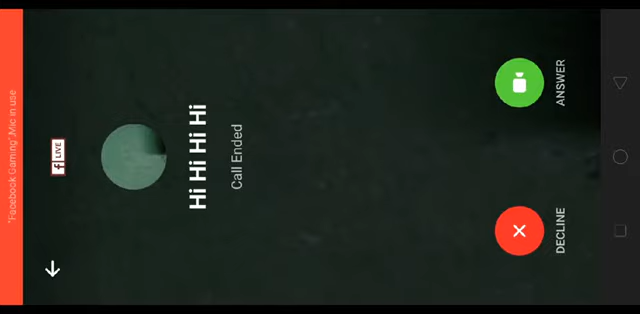 "Facebook Gaming",Mic in use
LIVE
Hi Hi Hi Hi
Call Ended
DECLINE
ANSWER